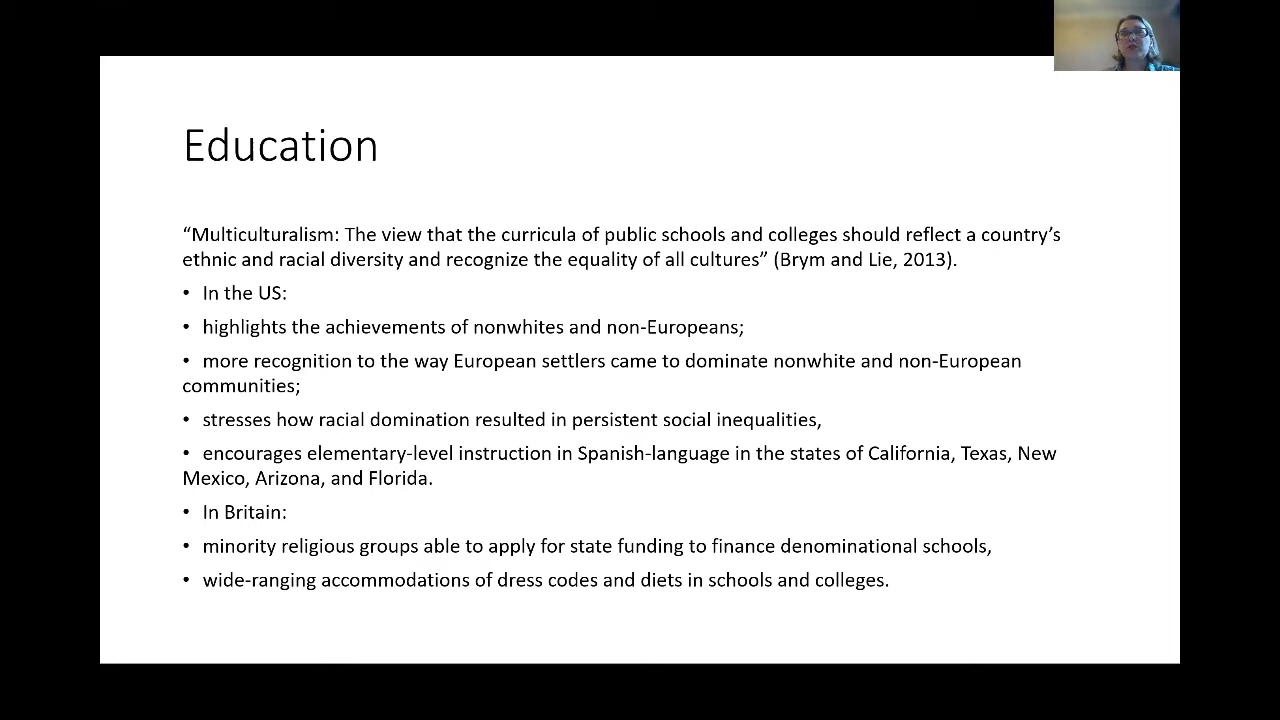 Education
“Multiculturalism: The view that the curricula of public schools and colleges should reflect a country’s
ethnic and racial diversity and recognize the equality of all cultures” (Brym and Lie, 2013).
• In the US:
• highlights the achievements of nonwhites and non-Europeans;
• more recognition to the way European settlers came to dominate nonwhite and non-European
communities;
• stresses how racial domination resulted in persistent social inequalities,
• encourages elementary-level instruction in Spanish-language in the states of California, Texas, New
Mexico, Arizona, and Florida.
• In Britain:
• minority religious groups able to apply for state funding to finance denominational schools,
• wide-ranging accommodations of dress codes and diets in schools and colleges.